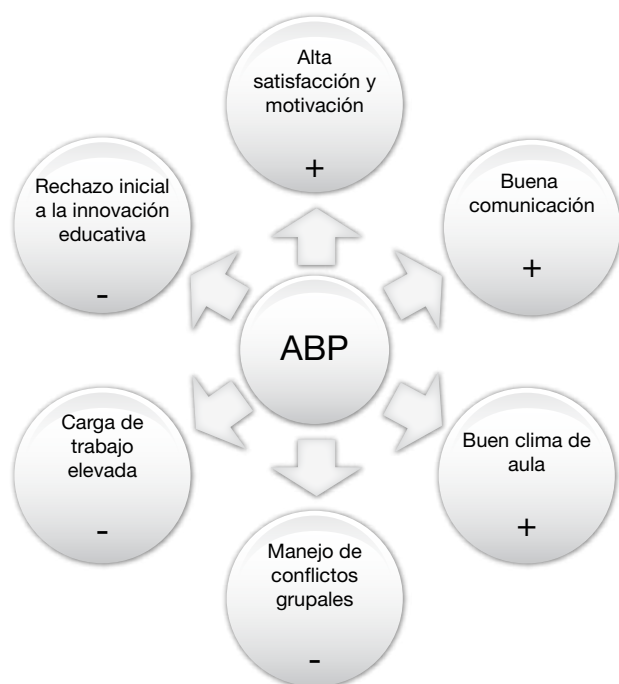 Alta
satisfacción y
motivación
+
Buena
comunicación
+
Buen clima de
aula
+
Manejo de
conflictos
grupales
-
Carga de
trabajo
elevada
-
Rechazo inicial
a la innovación
educativa
-
ABP